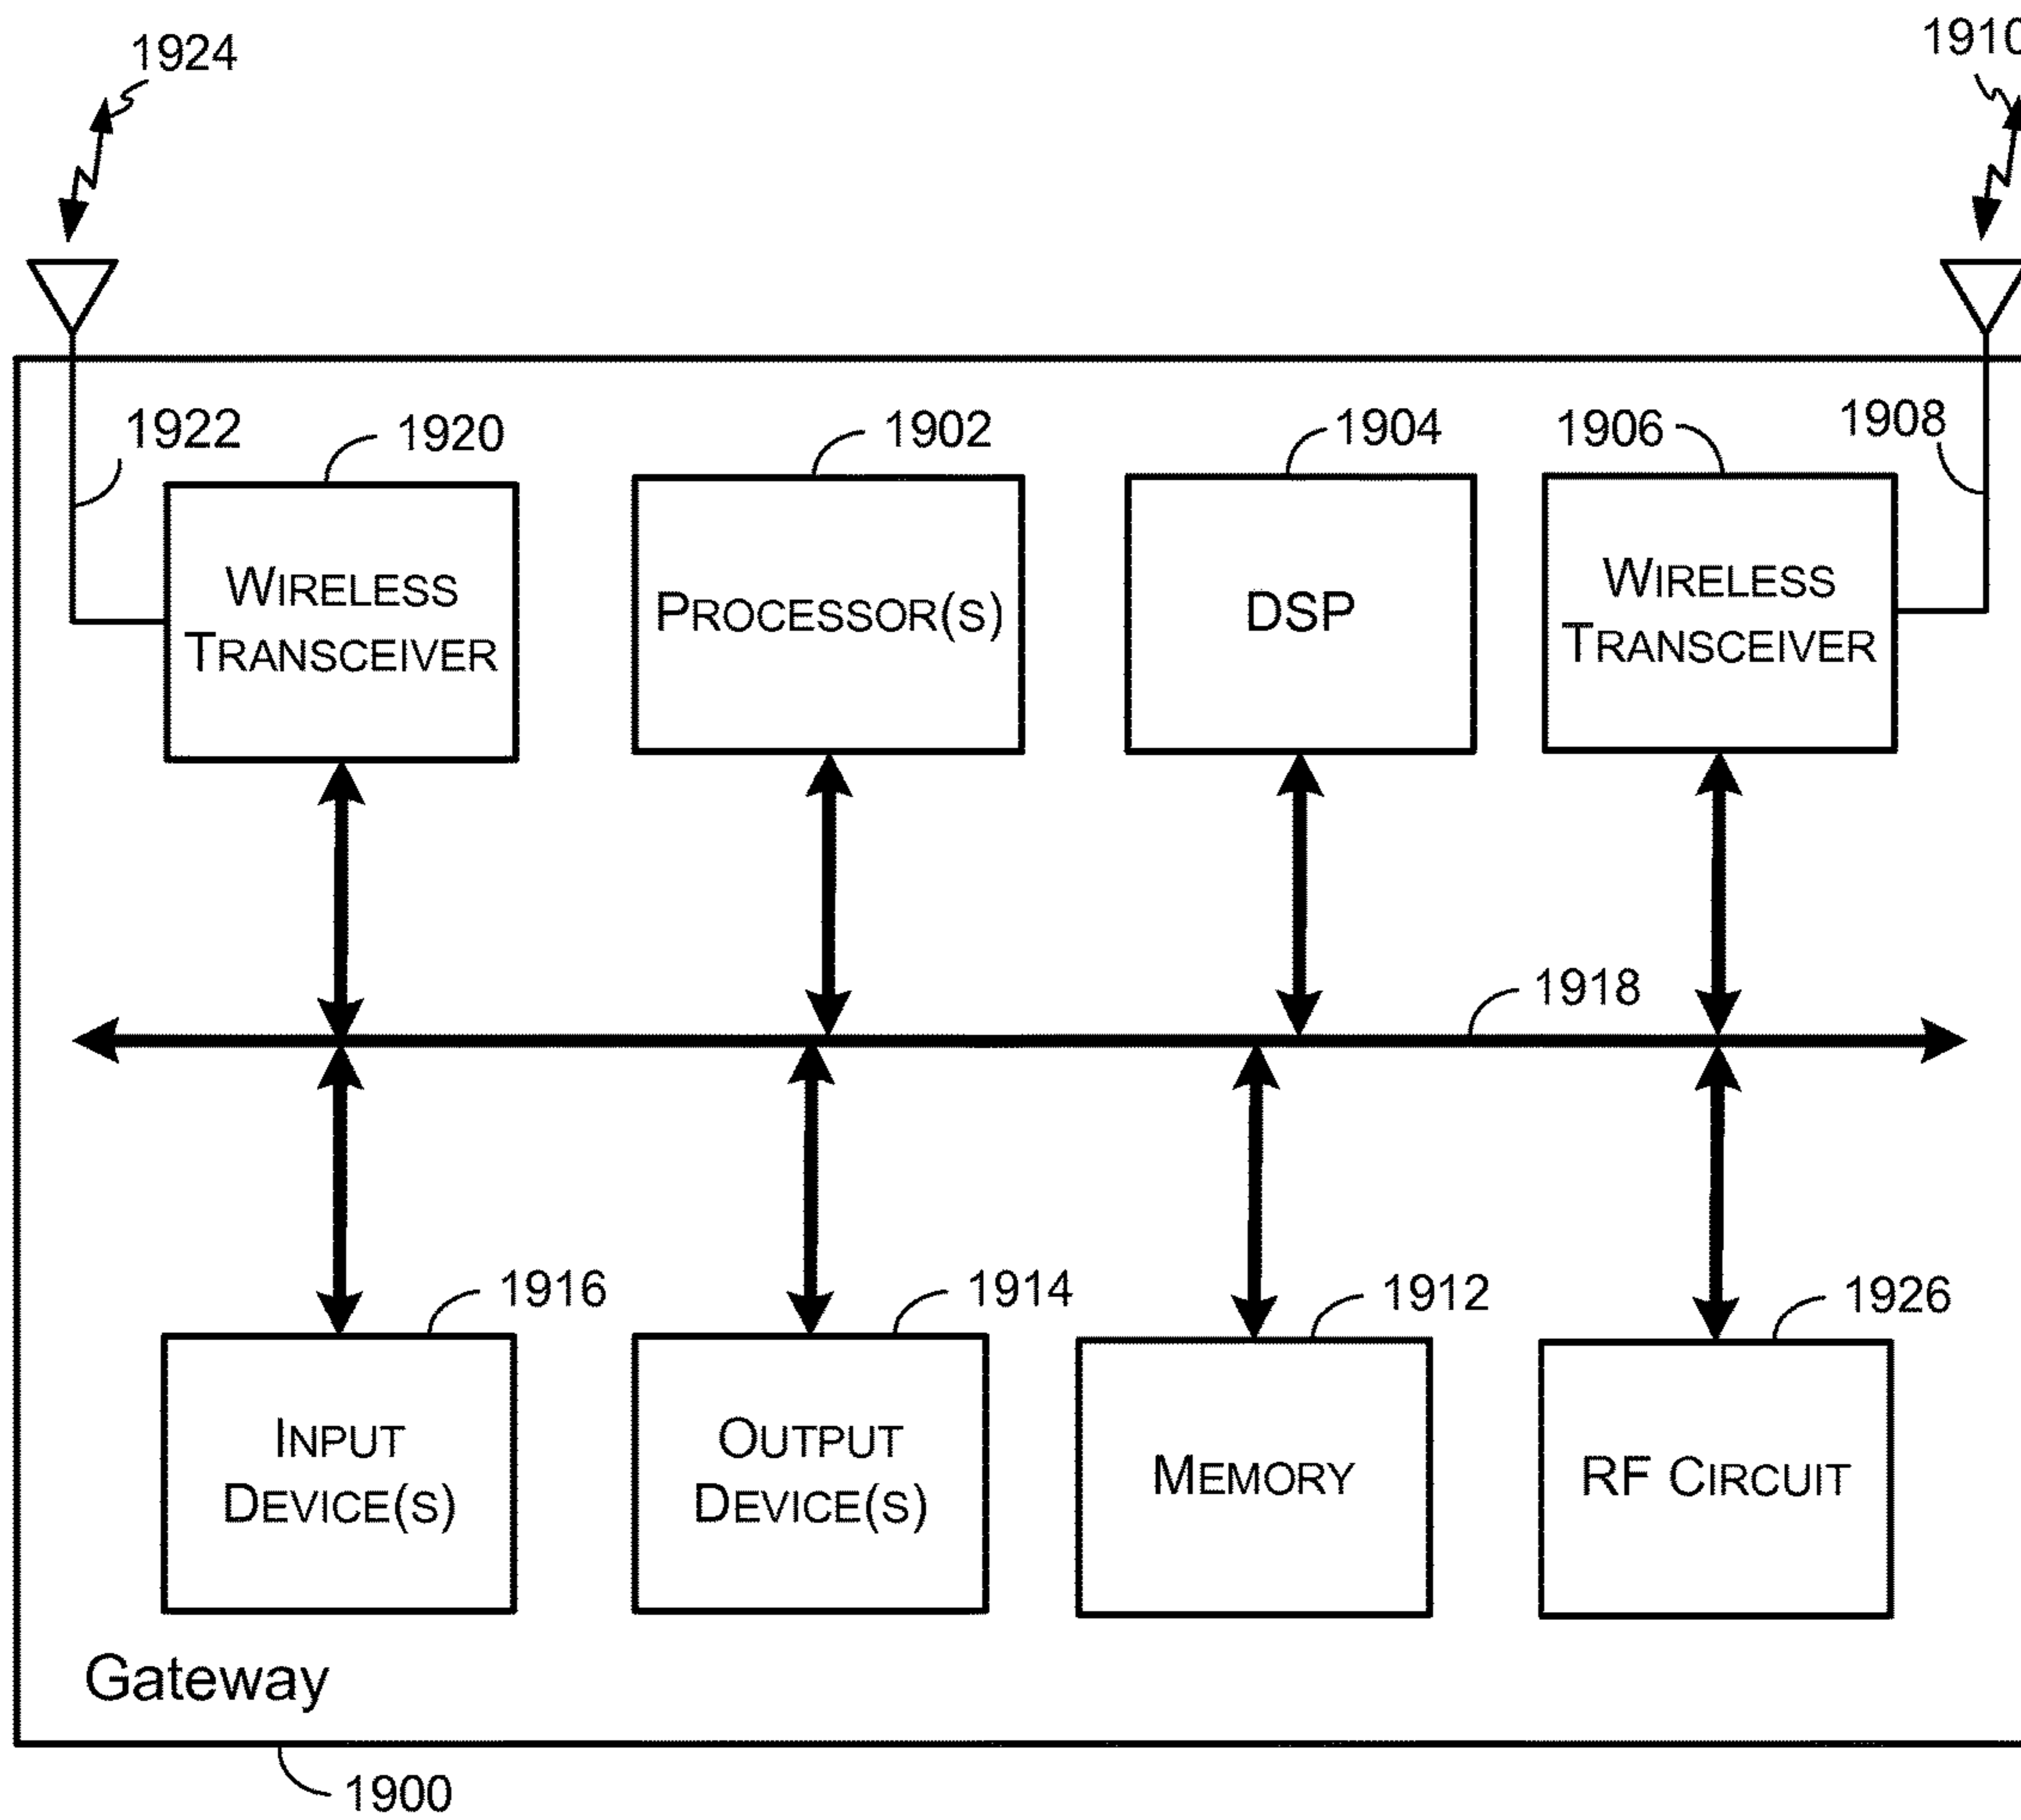 1924
1910
1922
1920
1902
1904
1906
1908
WIRELESS
TRANSCEIVER
PROCESSOR(S)
DSP
WIRELESS
TRANSCEIVER
1918
1916
1914
1912
1926
INPUT
DEVICE(S)
OUTPUT
DEVICE(S)
MEMORY
RF CIRCUIT
Gateway
1900